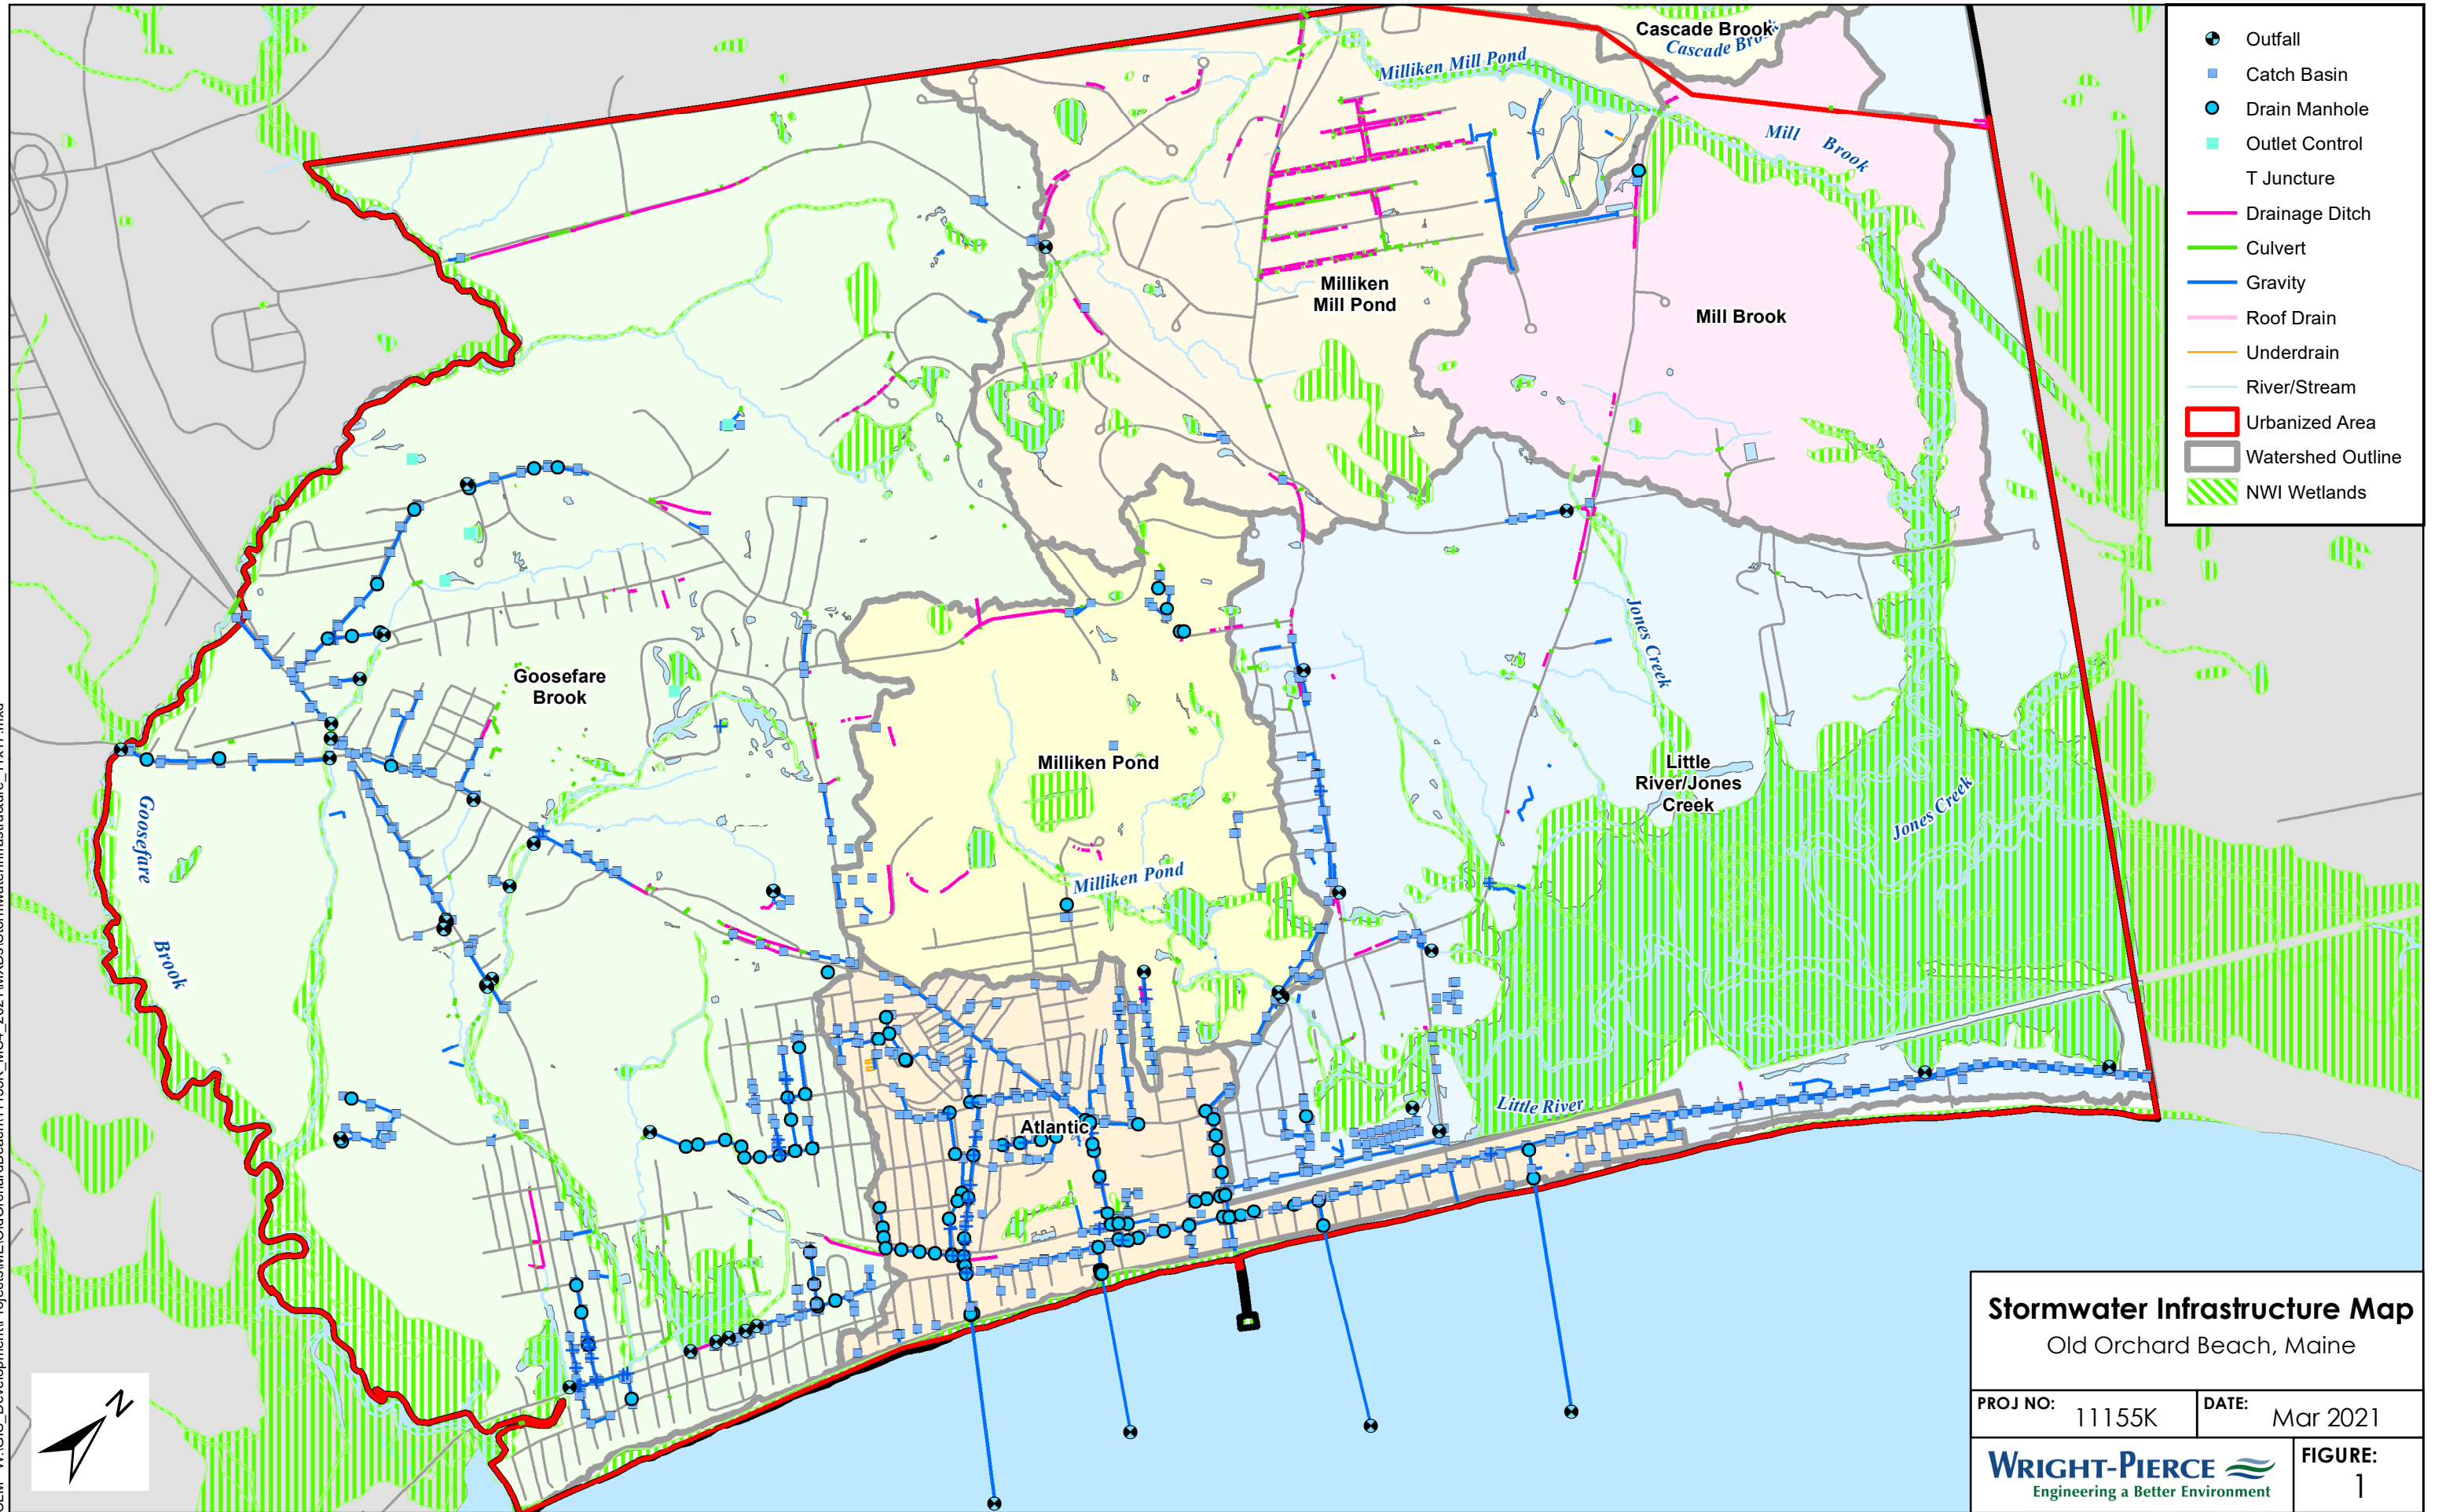 Cascade Brook
Cascade Brook
Milliken Mill Pond
Mill Brook
Milliken
Mill Pond
Mill Brook
Goosefare
Brook
Jones Creek
Milliken Pond
Little
River/Jones
Creek
Jones Creek
Goosefare Brook
Milliken Pond
Little River
Atlantic
Outfall
Catch Basin
Drain Manhole
Outlet Control
T Juncture
Drainage Ditch
Culvert
Gravity
Roof Drain
Underdrain
River/Stream
Urbanized Area
Watershed Outline
NWI Wetlands
N
Stormwater Infrastructure Map
Old Orchard Beach, Maine
PROJ NO: 11155K
DATE: Mar 2021
WRIGHT-PIERCE
Engineering a Better Environment
FIGURE:
1